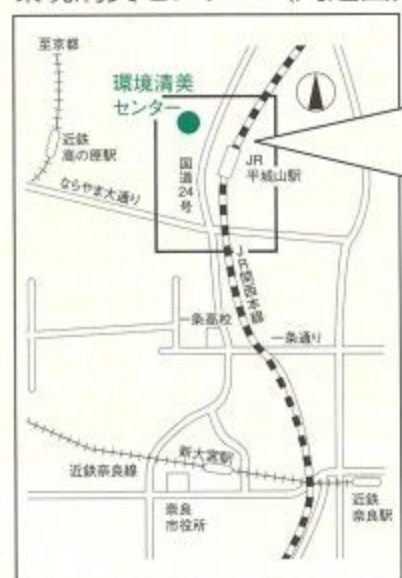 至京都
環境清美
センター
近鉄
高の原駅
国道24号
JR
平城山駅
ならやま大通り
JR関西本線
一条高校
一条通り
新大宮駅
近鉄奈良線
奈良
市役所
近鉄
奈良駅